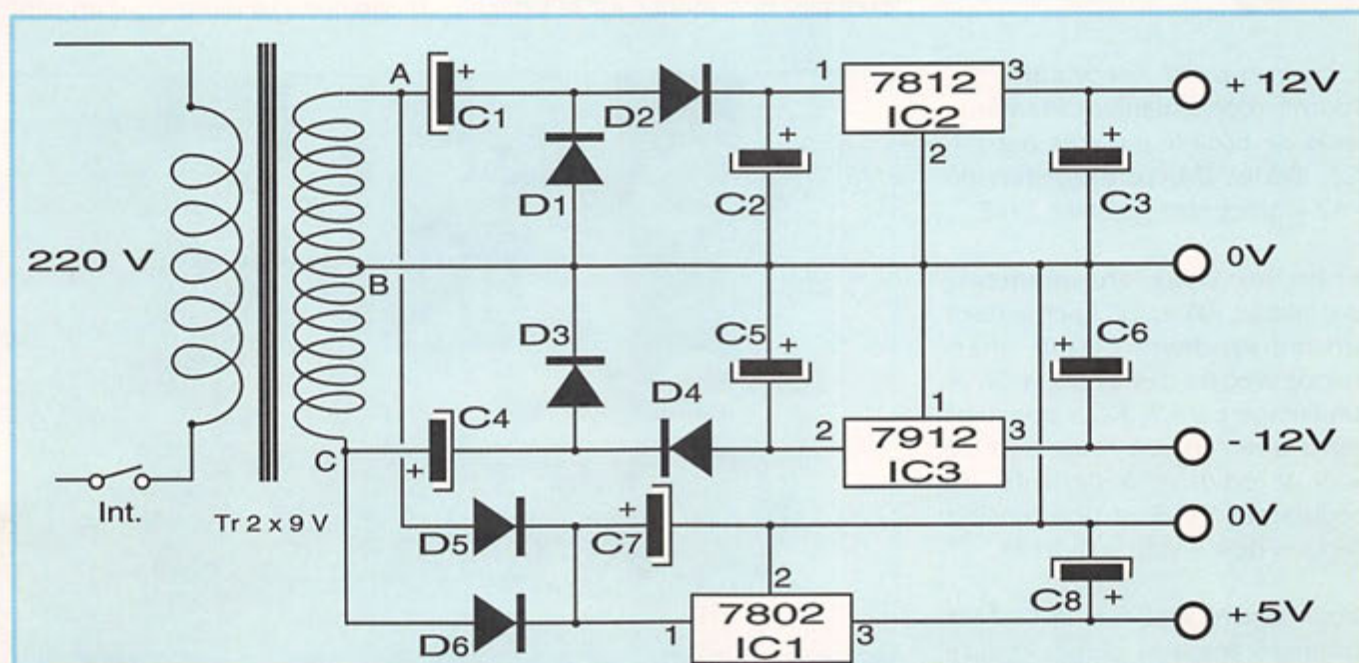 A
+
C1
D2
1
7812
IC2
3
+ 12V
2
+
C2
+
C3
D1
220 V
B
0V
D3
C5
+
C6
+
D4
C4
+
C
1
2
7912
IC3
3
- 12V
Int.
Tr 2 x 9 V
D5
+
C7
0V
2
C8
+
D6
1
7802
IC1
3
+ 5V